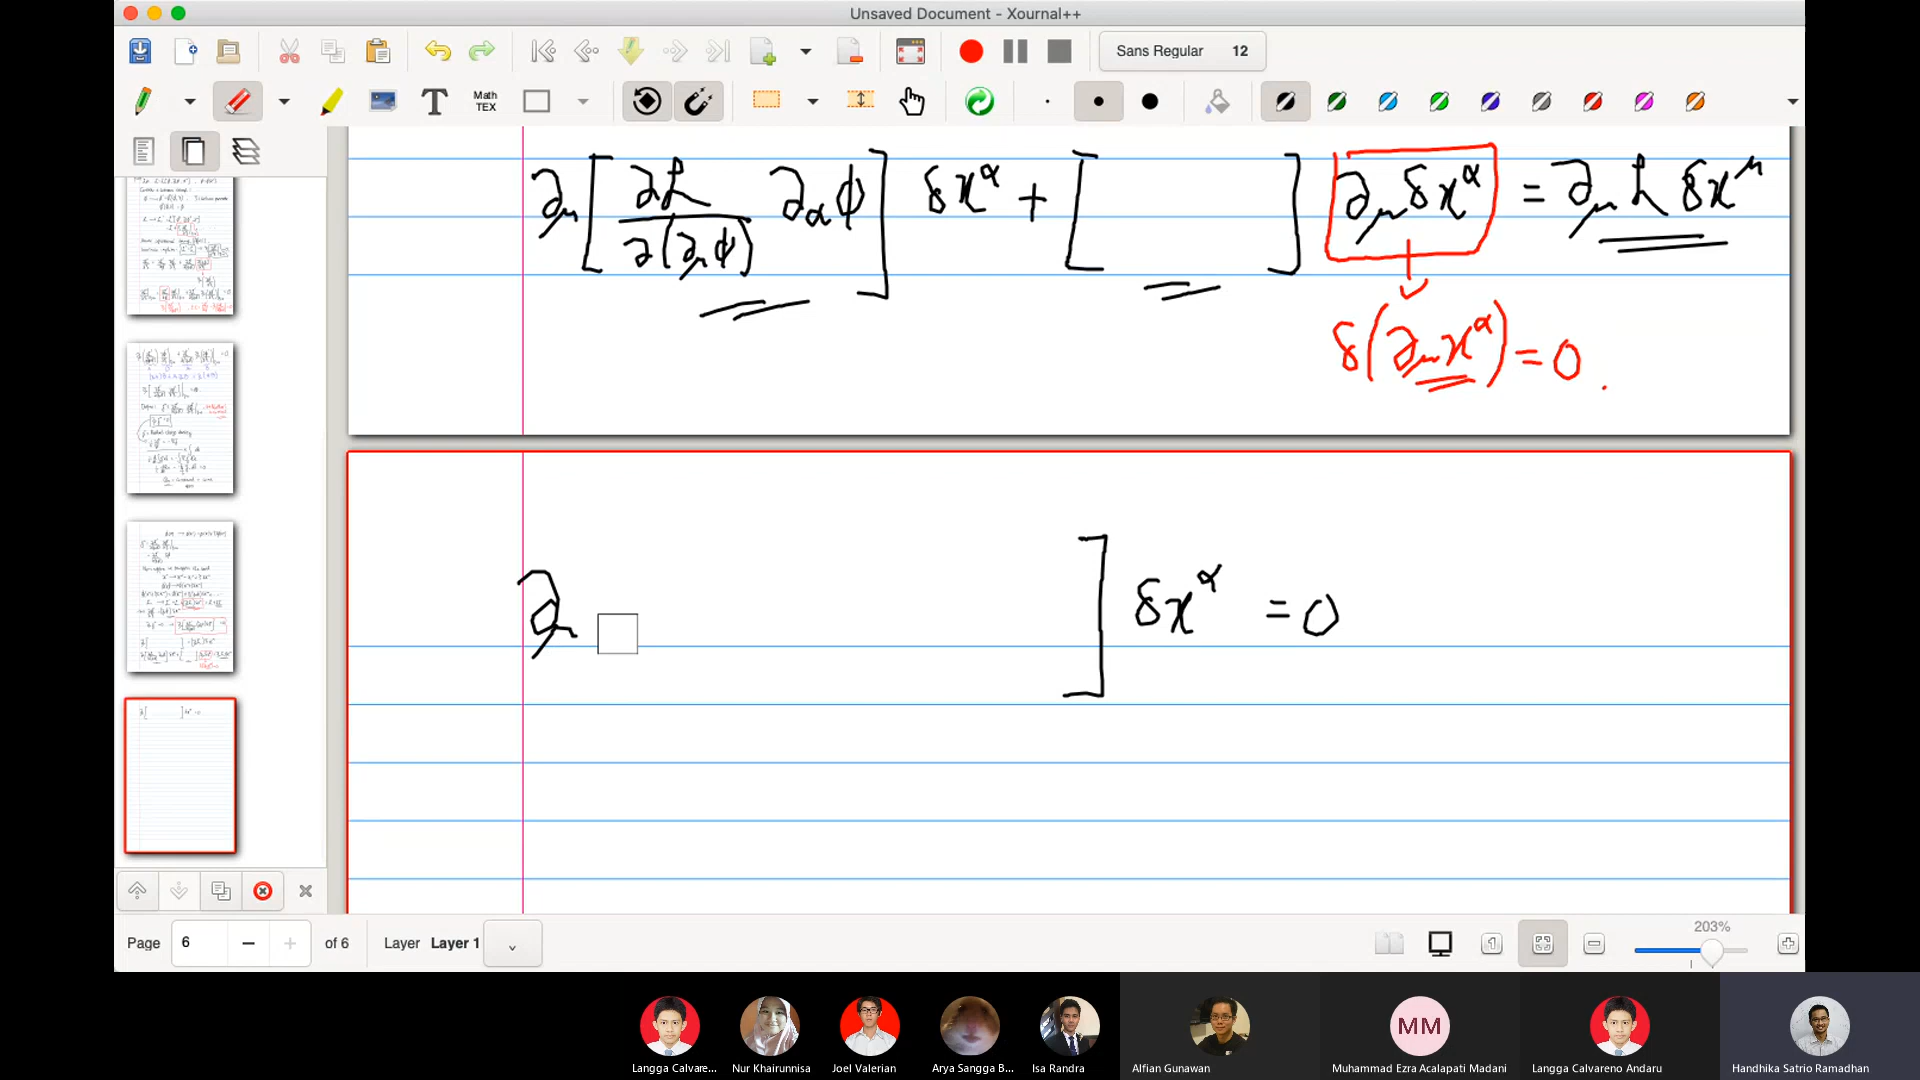 Unsaved Document - Xournal++
Sans Regular 12
Math
TEX
∂μ [ ∂ℒ / ∂(∂μϕ) ∂αϕ ] δx^α + [ ] ∂μδx^α = ∂μ ℒ δx^μ
δ(∂μx^α) = 0.
∂ ] δx^α = 0
Page 6 of 6 Layer Layer 1
203%
1
MM
Langga Calvare... Nur Khairunnisa Joel Valerian Arya Sangga B... Isa Randra Alfian Gunawan Muhammad Ezra Acalapati Madani Langga Calvareno Andaru Handhika Satrio Ramadhan